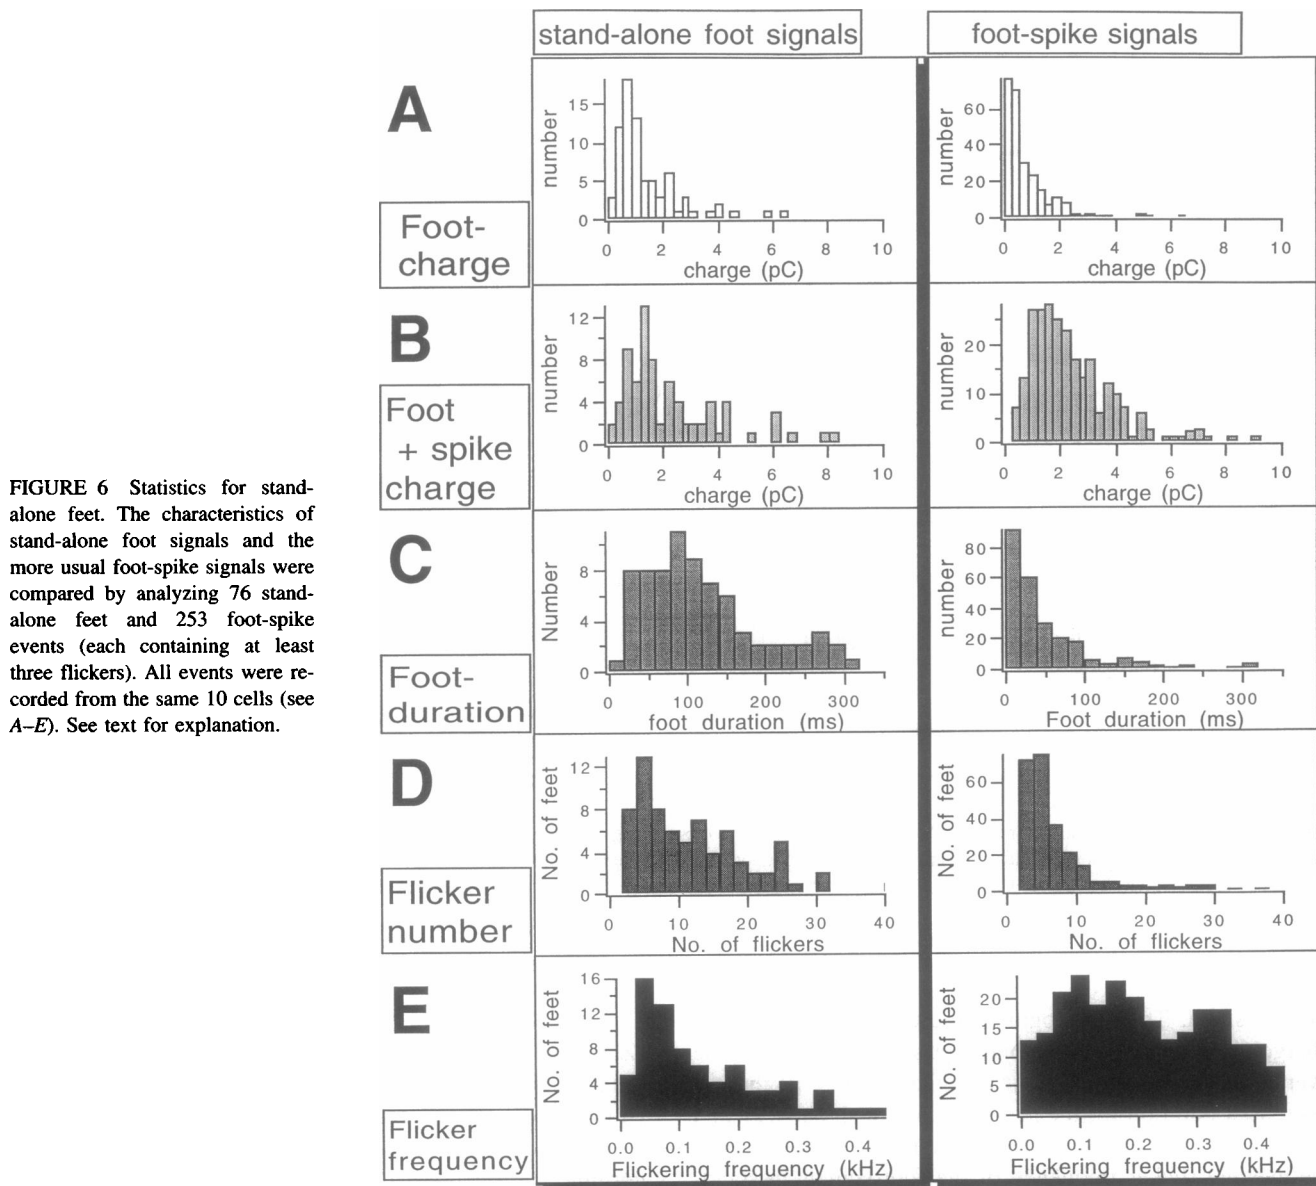 stand-alone foot signals
foot-spike signals
A
Foot-
charge
number
15
10
5
0
0 2 4 6 8 10
charge (pC)
number
60
40
20
0
0 2 4 6 8 10
charge (pC)
B
Foot
+ spike
charge
number
12
8
4
0
0 2 4 6 8 10
charge (pC)
number
20
10
0
0 2 4 6 8 10
charge (pC)
FIGURE 6 Statistics for stand-
alone feet. The characteristics of
stand-alone foot signals and the
more usual foot-spike signals were
compared by analyzing 76 stand-
alone feet and 253 foot-spike
events (each containing at least
three flickers). All events were re-
corded from the same 10 cells (see
A–E). See text for explanation.
C
Foot-
duration
Number
8
4
0
0 100 200 300
foot duration (ms)
number
80
60
40
20
0
0 100 200 300
Foot duration (ms)
D
Flicker
number
No. of feet
12
8
4
0
0 10 20 30 40
No. of flickers
No. of feet
60
40
20
0
0 10 20 30 40
No. of flickers
E
Flicker
frequency
No. of feet
16
12
8
4
0
0.0 0.1 0.2 0.3 0.4
Flickering frequency (kHz)
No. of feet
20
15
10
5
0
0.0 0.1 0.2 0.3 0.4
Flickering frequency (kHz)